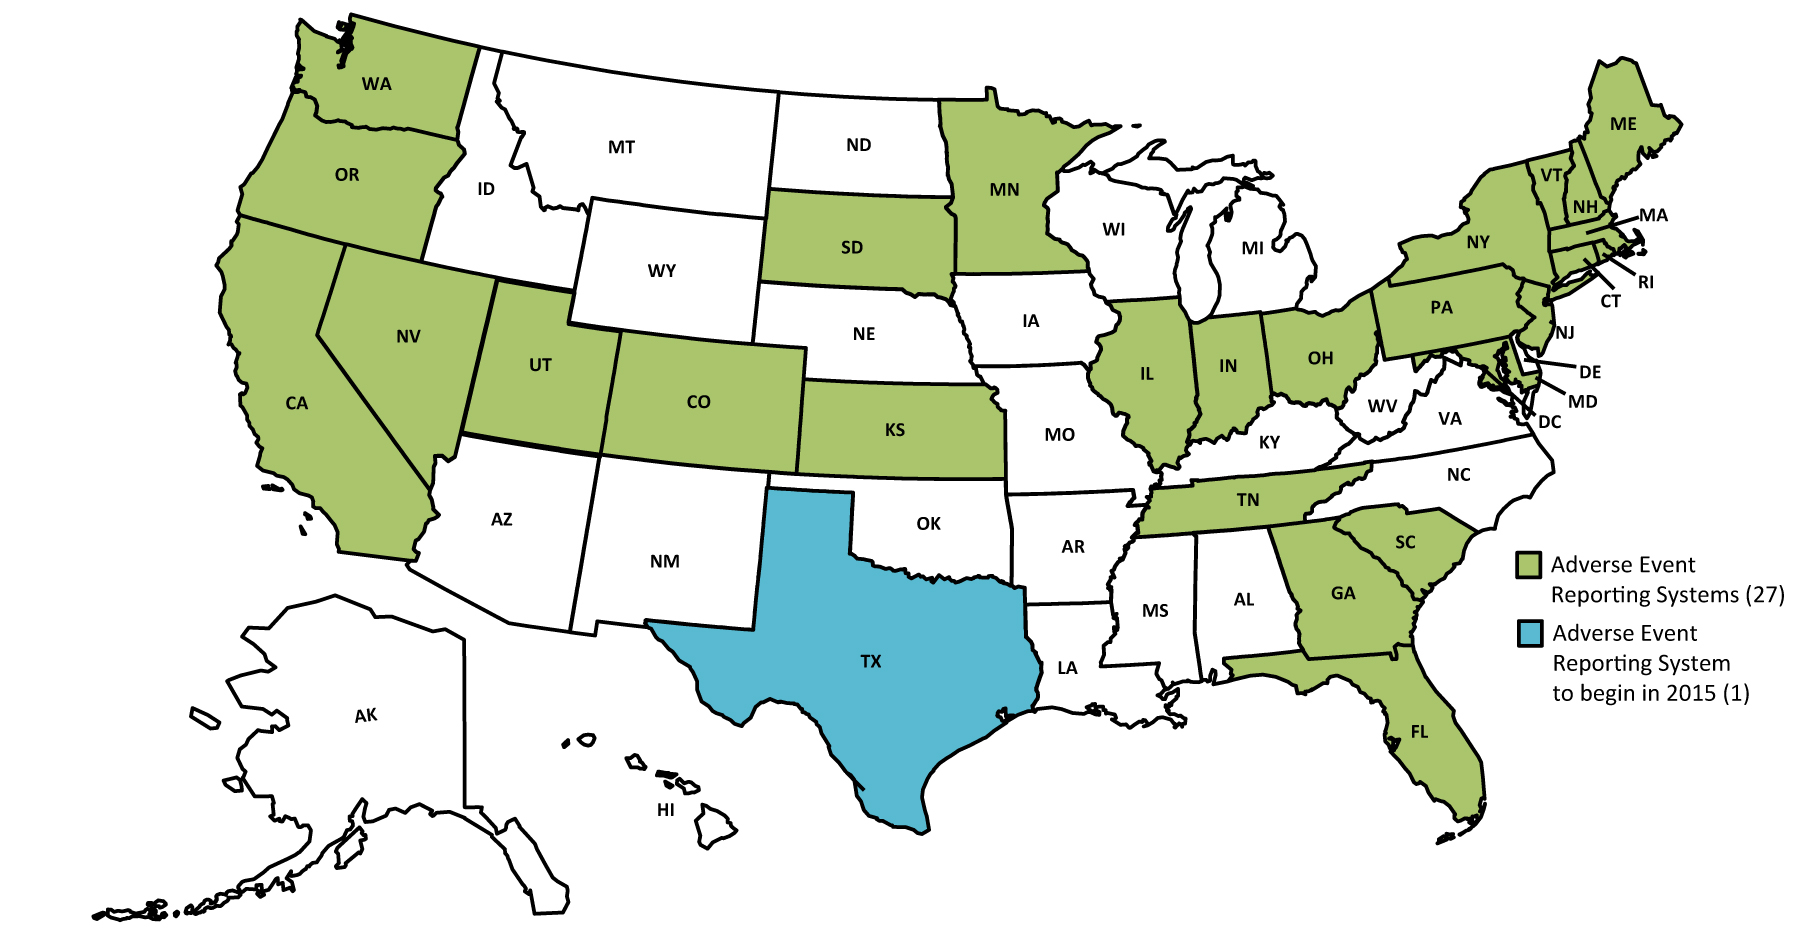 WA
MT
ND
ME
OR
ID
MN
VT
NH
MA
WI
NY
SD
MI
WY
RI
CT
PA
IA
NV
NE
NJ
UT
OH
IN
IL
DE
CO
CA
MD
WV
VA
DC
KS
MO
KY
NC
TN
AZ
OK
SC
AR
NM
Adverse Event
Reporting Systems (27)
GA
AL
MS
Adverse Event
Reporting System
to begin in 2015 (1)
TX
LA
AK
FL
HI